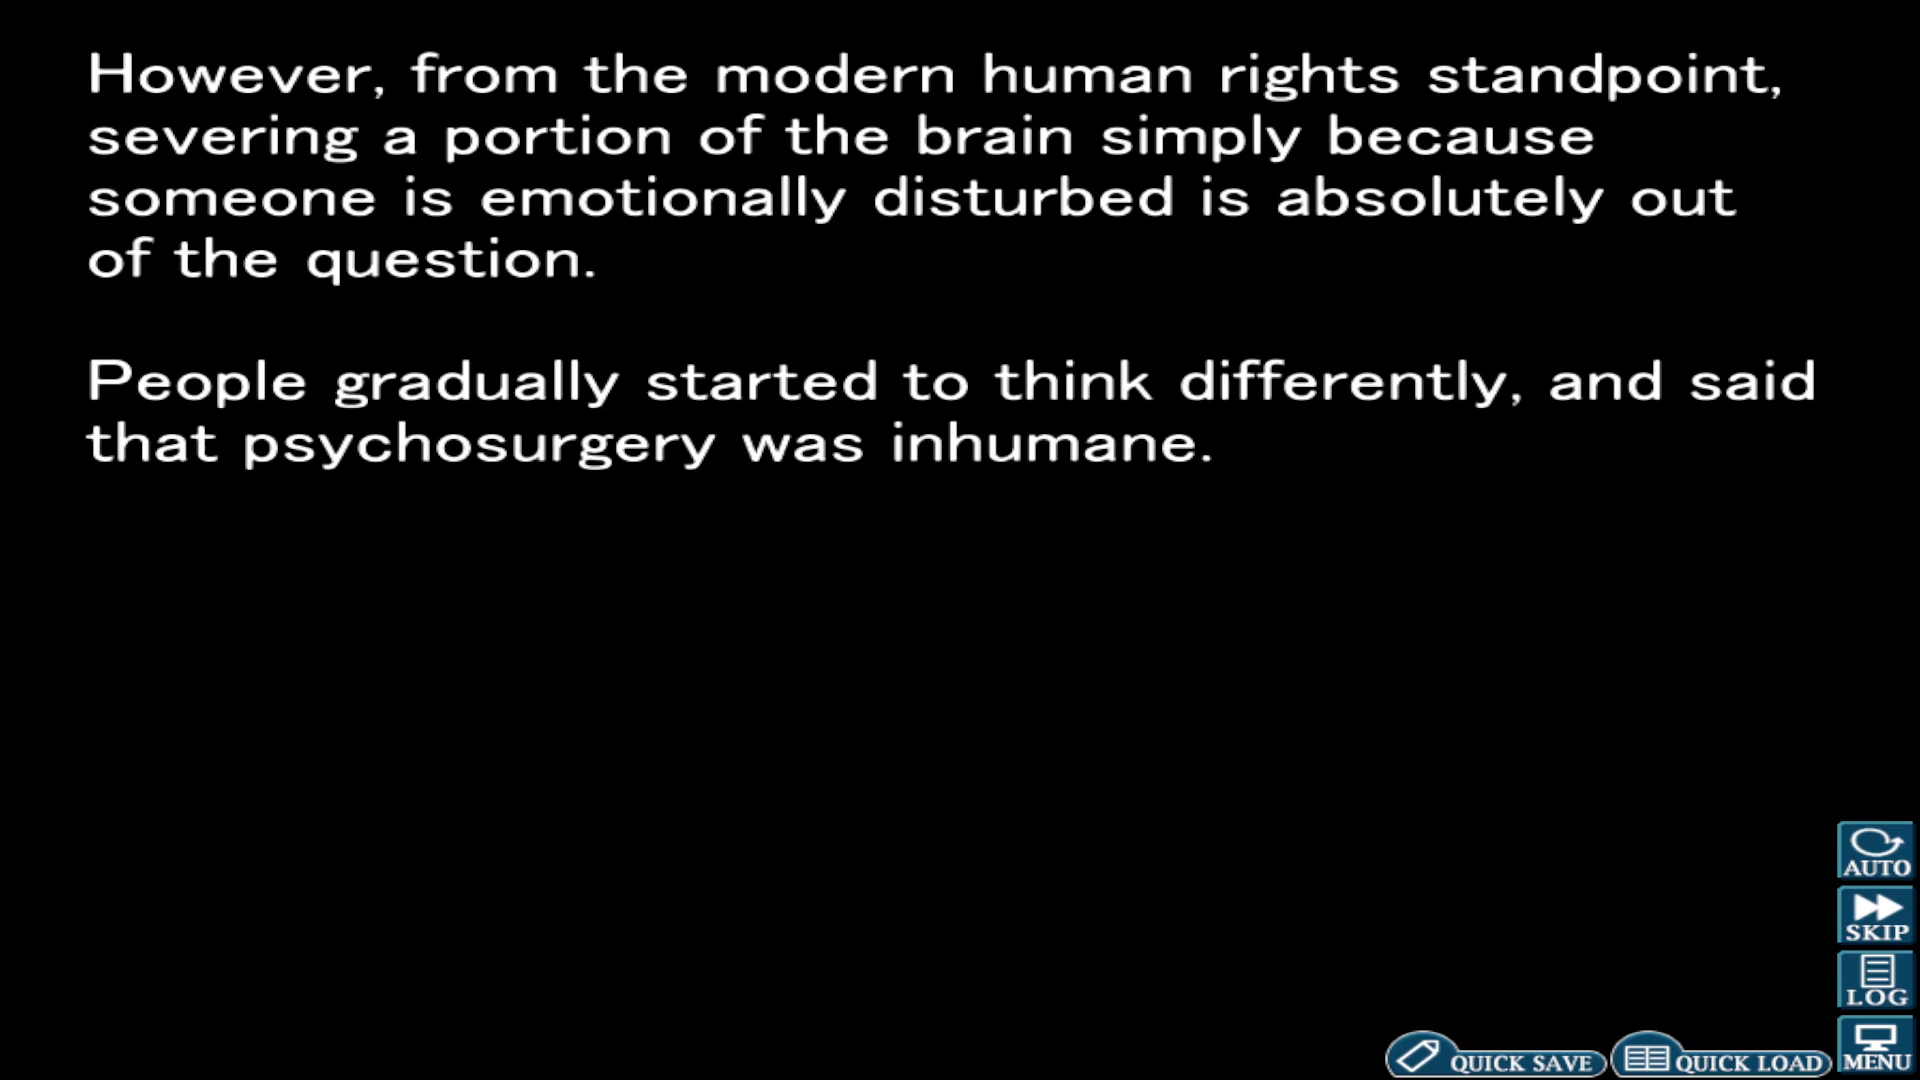 However, from the modern human rights standpoint,
severing a portion of the brain simply because
someone is emotionally disturbed is absolutely out
of the question.
People gradually started to think differently, and said
that psychosurgery was inhumane.
AUTO
SKIP
LOG
MENU
QUICK SAVE
QUICK LOAD